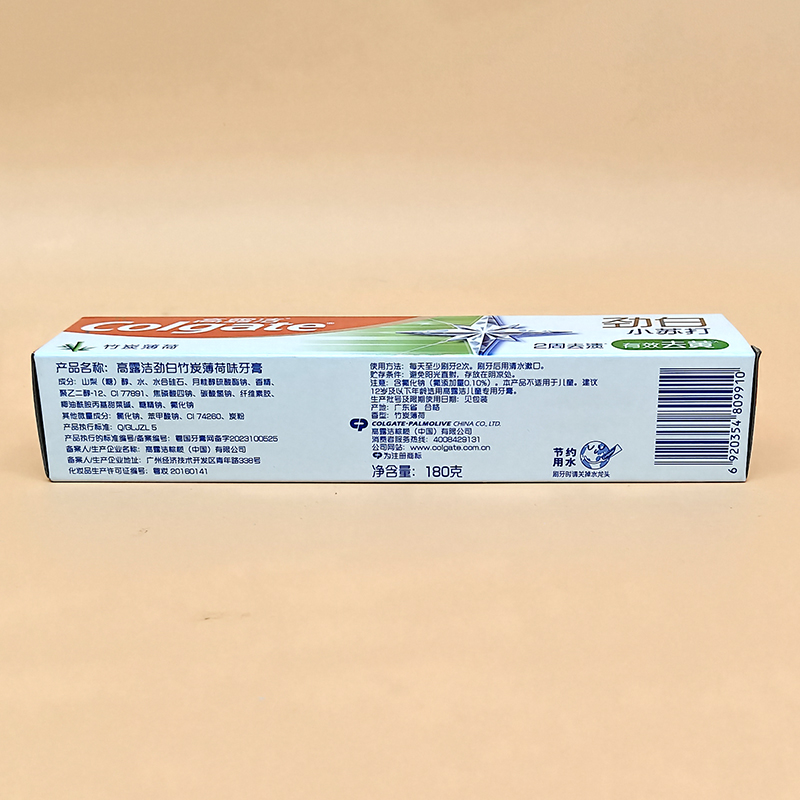 高露洁
Colgate
竹炭薄荷
2周去渍
劲白
小苏打
有效去黄
产品名称：高露洁劲白竹炭薄荷味牙膏
成分：山梨（糖）醇、水、水合硅石、月桂醇硫酸酯钠、香精、
聚乙二醇-12、CI 77891、焦磷酸四钠、碳酸氢钠、纤维素胶、
椰油酰胺丙基甜菜碱、糖精钠、氟化钠
其他微量成分：氯化钠、苯甲酸钠、CI 74260、炭粉
产品执行标准：Q/GLJZL 5
产品执行的标准编号/备案编号：粤国牙膏网备字2023100525
备案人/生产企业名称：高露洁棕榄（中国）有限公司
备案人/生产企业地址：广州经济技术开发区青年路338号
化妆品生产许可证编号：粤妆 20160141
使用方法：每天至少刷牙2次。刷牙后用清水漱口。
贮存条件：避免阳光直射，存放在阴凉处。
注意：含氟化钠（氟添加量0.10%）。本产品不适用于儿童。建议
12岁及以下年龄选用高露洁儿童专用牙膏。
生产批号及限期使用日期：见包装
产地：广东省 合格
香型：竹炭薄荷
COLGATE-PALMOLIVE CHINA CO., LTD.
高露洁棕榄（中国）有限公司
消费者服务热线：4008429131
公司网站：www.colgate.com.cn
为注册商标
净含量：180克
节约
用水
刷牙时请关掉水龙头
6 920354 809910